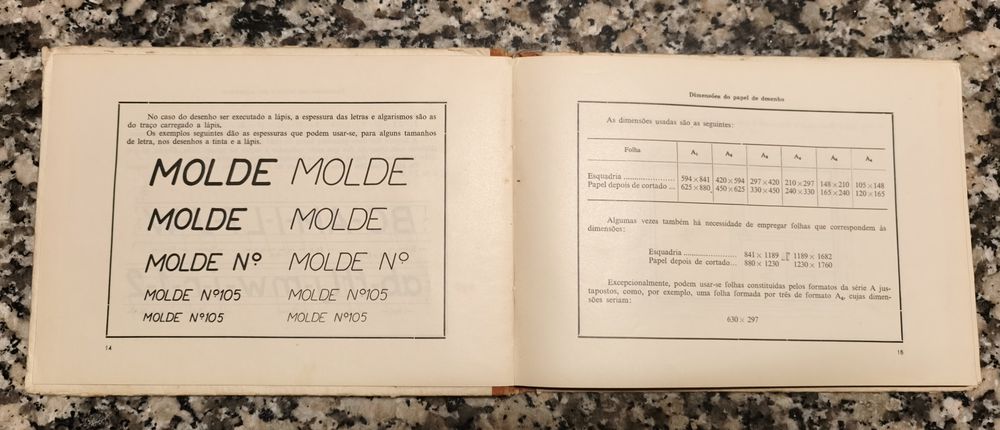 No caso do desenho ser executado a lápis, a espessura das letras e algarismos são as
do traço carregado a lápis.
Os exemplos seguintes dão as espessuras que podem usar-se, para alguns tamanhos
de letra, nos desenhos a tinta e a lápis.
MOLDE MOLDE
MOLDE MOLDE
MOLDE Nº MOLDE Nº
MOLDE Nº105 MOLDE Nº105
MOLDE Nº105 MOLDE Nº105
14
Dimensões do papel de desenho
As dimensões usadas são as seguintes:
Folha
Esquadria ..................... 594×841 420×594 297×420 210×297 148×210 105×148
Papel depois de cortado ... 625×880 450×625 330×450 240×330 165×240 120×165
Algumas vezes também há necessidade de empregar folhas que correspondem às
dimensões:
Esquadria ..................... 841×1189 1189×1682
Papel depois de cortado... 880×1230 1230×1760
Excepcionalmente, podem usar-se folhas constituídas pelos formatos da série A jus-
tapostos, como, por exemplo, uma folha formada por três de formato A₄, cujas dimen-
sões seriam:
630×297
15